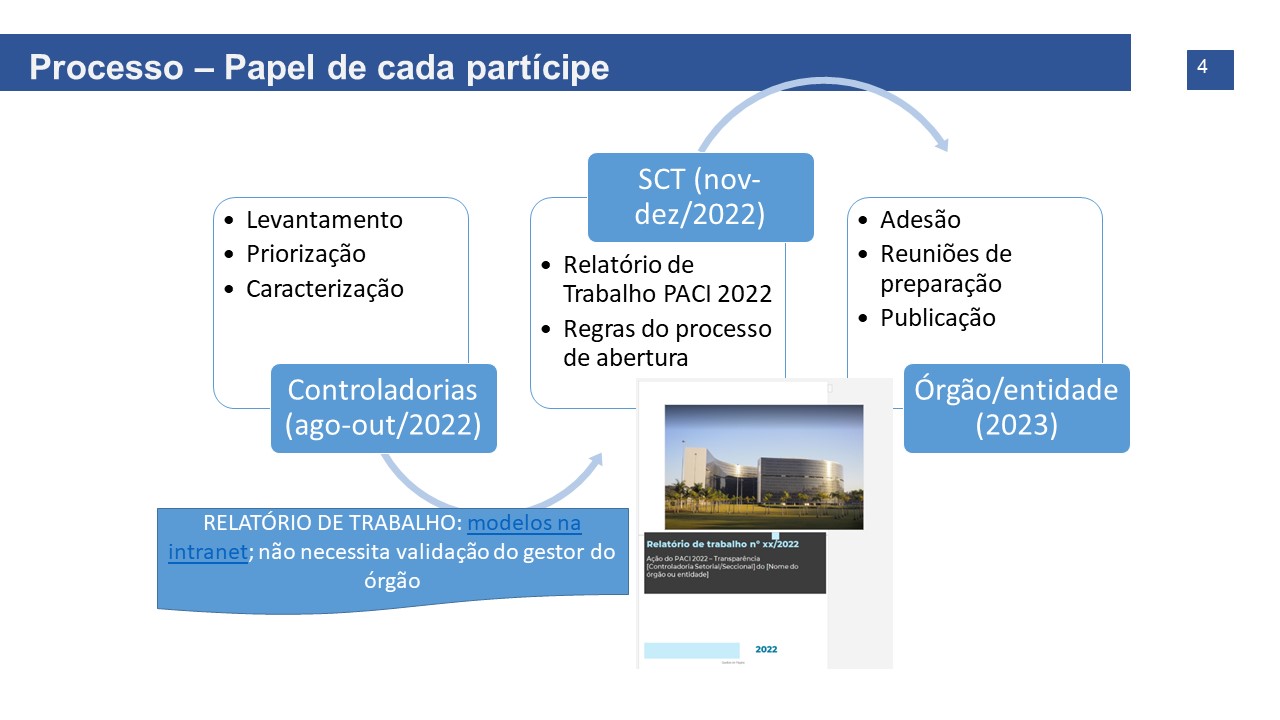 Processo – Papel de cada partícipe
4
• Levantamento
• Priorização
• Caracterização
Controladorias
(ago-out/2022)
SCT (nov-
dez/2022)
• Relatório de
Trabalho PACI 2022
• Regras do processo
de abertura
• Adesão
• Reuniões de
preparação
• Publicação
Órgão/entidade
(2023)
RELATÓRIO DE TRABALHO: modelos na
intranet; não necessita validação do gestor do
órgão
Relatório de trabalho nº xx/2022
Ação do PACI 2022 – Transparência
[Controladoria Setorial/Seccional] do [Nome do
órgão ou entidade]
2022